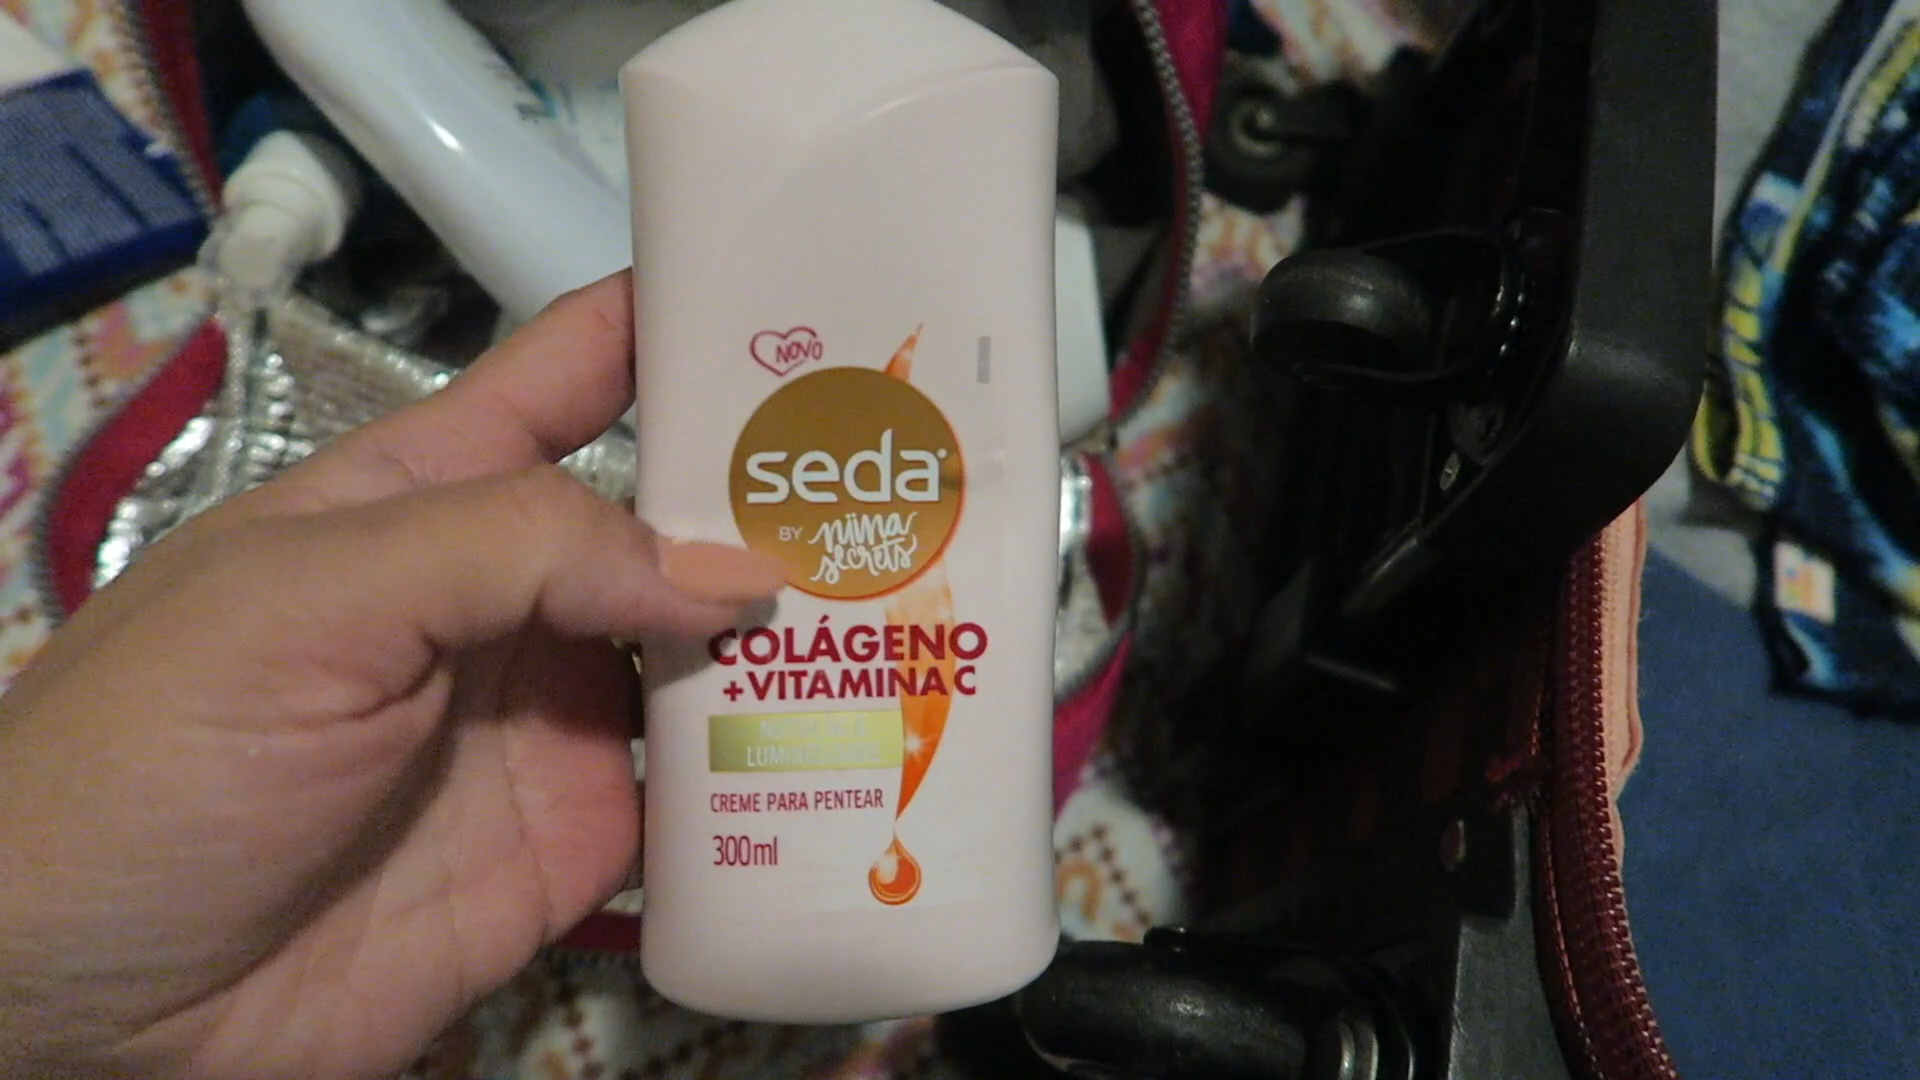 NOVO
seda
BY niina
secrets
COLÁGENO
+VITAMINA C
CREME PARA PENTEAR
300ml